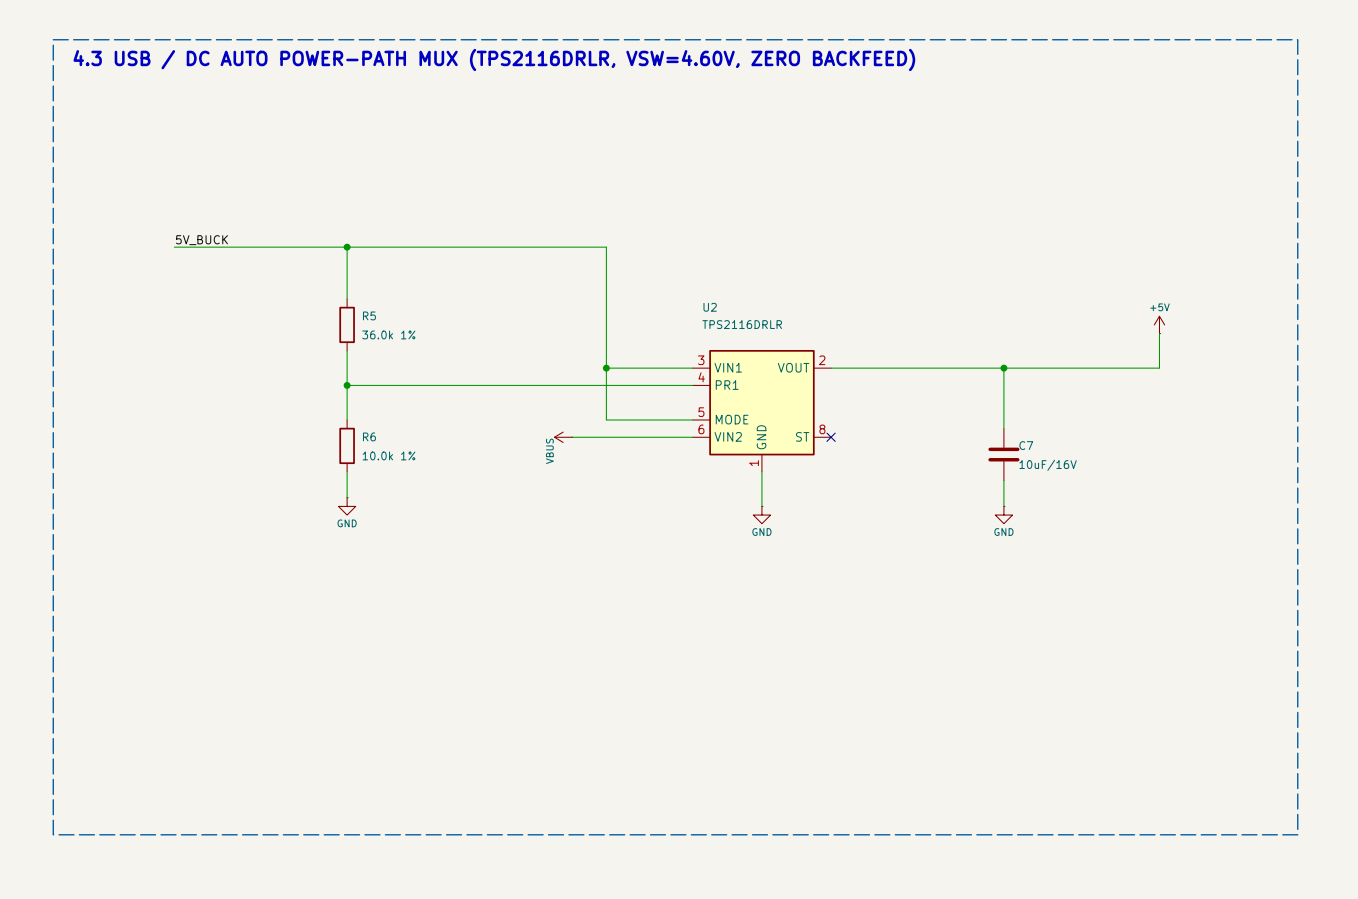 4.3 USB / DC AUTO POWER-PATH MUX (TPS2116DRLR, VSW=4.60V, ZERO BACKFEED)
5V_BUCK
R5
36.0k 1%
R6
10.0k 1%
GND
U2
TPS2116DRLR
3 VIN1
4 PR1
5 MODE
6 VIN2
VOUT 2
ST 8
GND
1
VBUS
GND
+5V
C7
10uF/16V
GND